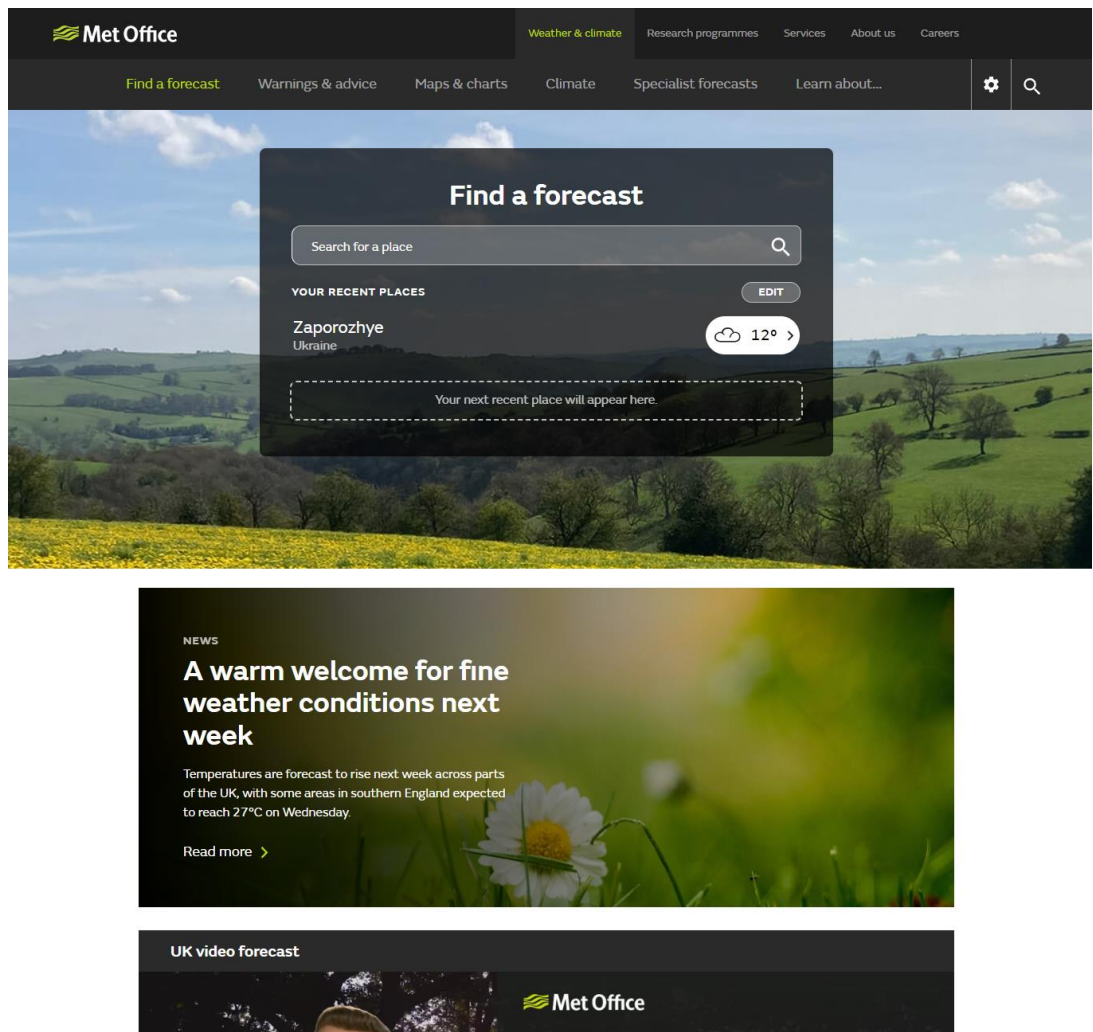 Met Office
Weather & climate
Research programmes
Services
About us
Careers
Find a forecast
Warnings & advice
Maps & charts
Climate
Specialist forecasts
Learn about...
Find a forecast
Search for a place
YOUR RECENT PLACES
EDIT
Zaporozhye
Ukraine
12°
Your next recent place will appear here.
NEWS
A warm welcome for fine
weather conditions next
week
Temperatures are forecast to rise next week across parts
of the UK, with some areas in southern England expected
to reach 27°C on Wednesday.
Read more
UK video forecast
Met Office